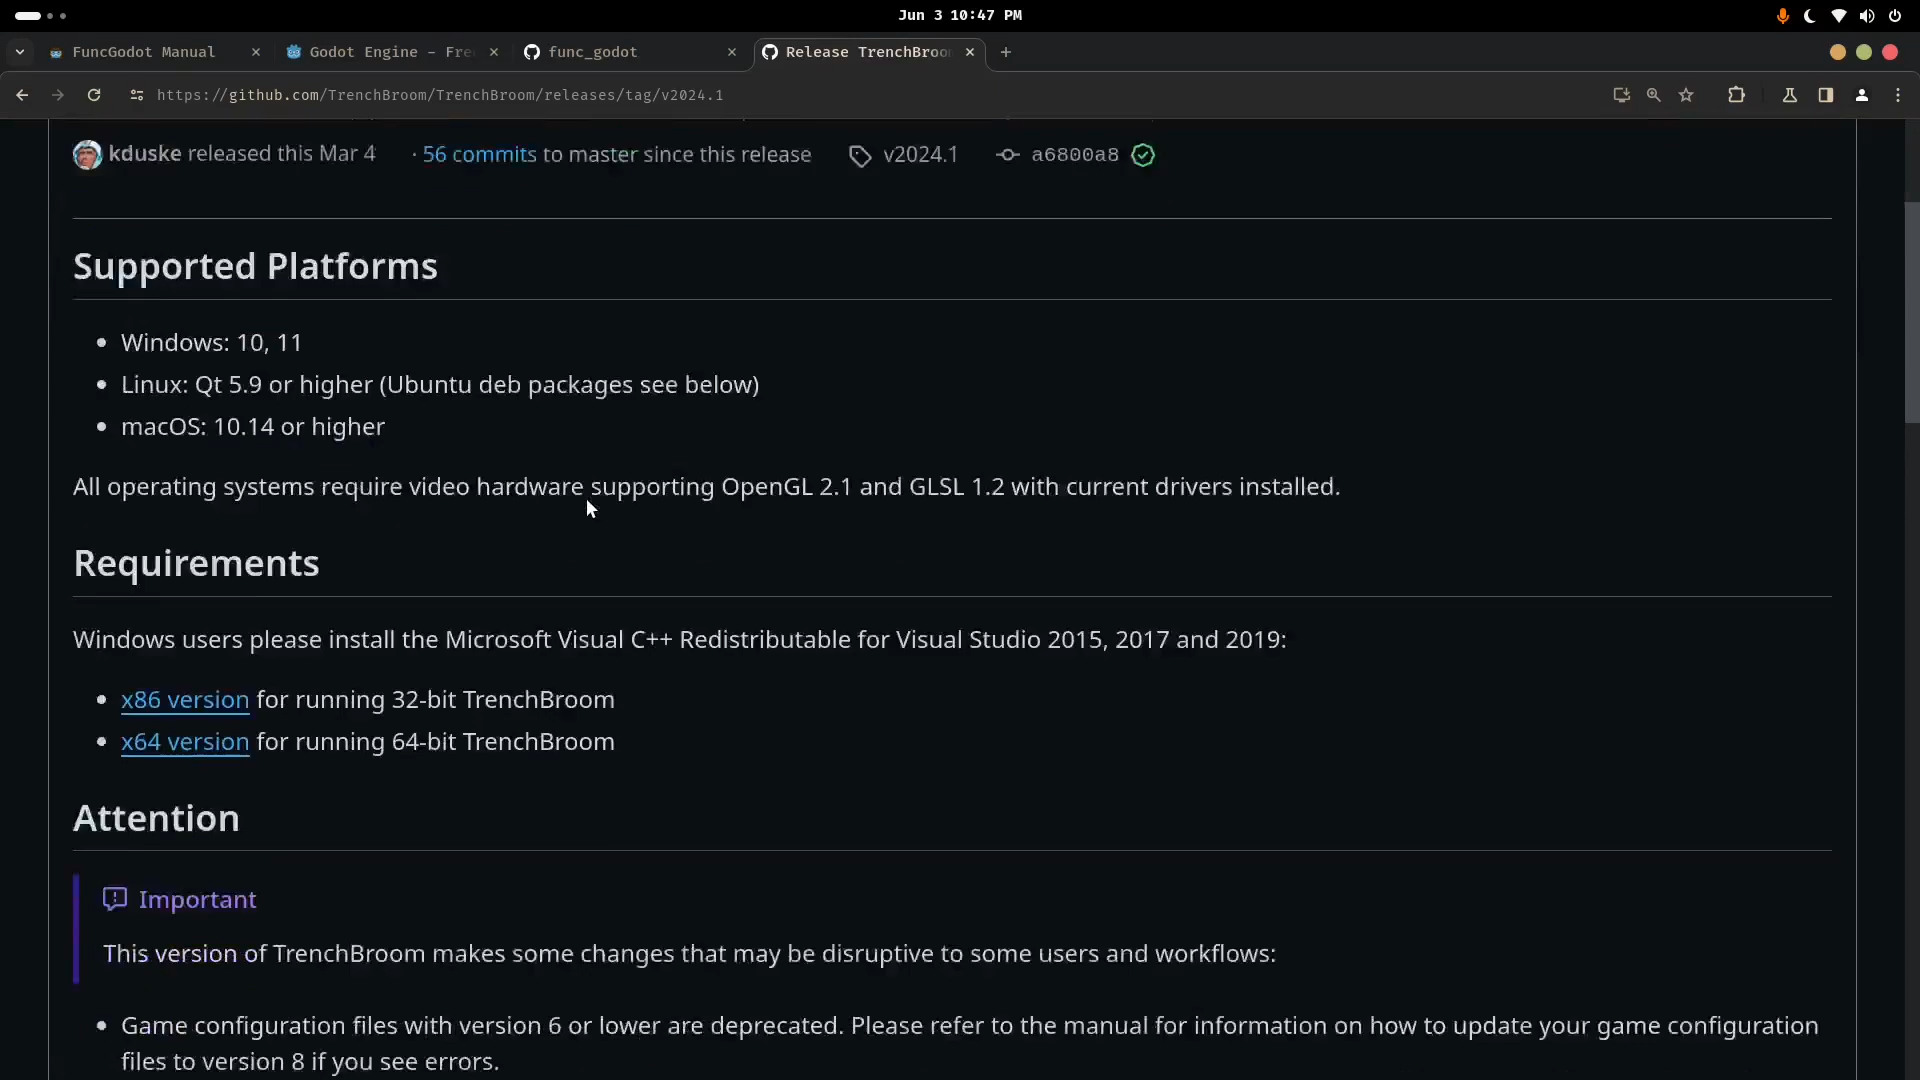 Jun 3 10:47 PM
FuncGodot Manual
Godot Engine - Fre
func_godot
Release TrenchBroo
https://github.com/TrenchBroom/TrenchBroom/releases/tag/v2024.1
kduske released this Mar 4 · 56 commits to master since this release v2024.1 a6800a8
Supported Platforms
• Windows: 10, 11
• Linux: Qt 5.9 or higher (Ubuntu deb packages see below)
• macOS: 10.14 or higher
All operating systems require video hardware supporting OpenGL 2.1 and GLSL 1.2 with current drivers installed.
Requirements
Windows users please install the Microsoft Visual C++ Redistributable for Visual Studio 2015, 2017 and 2019:
• x86 version for running 32-bit TrenchBroom
• x64 version for running 64-bit TrenchBroom
Attention
Important
This version of TrenchBroom makes some changes that may be disruptive to some users and workflows:
• Game configuration files with version 6 or lower are deprecated. Please refer to the manual for information on how to update your game configuration
files to version 8 if you see errors.